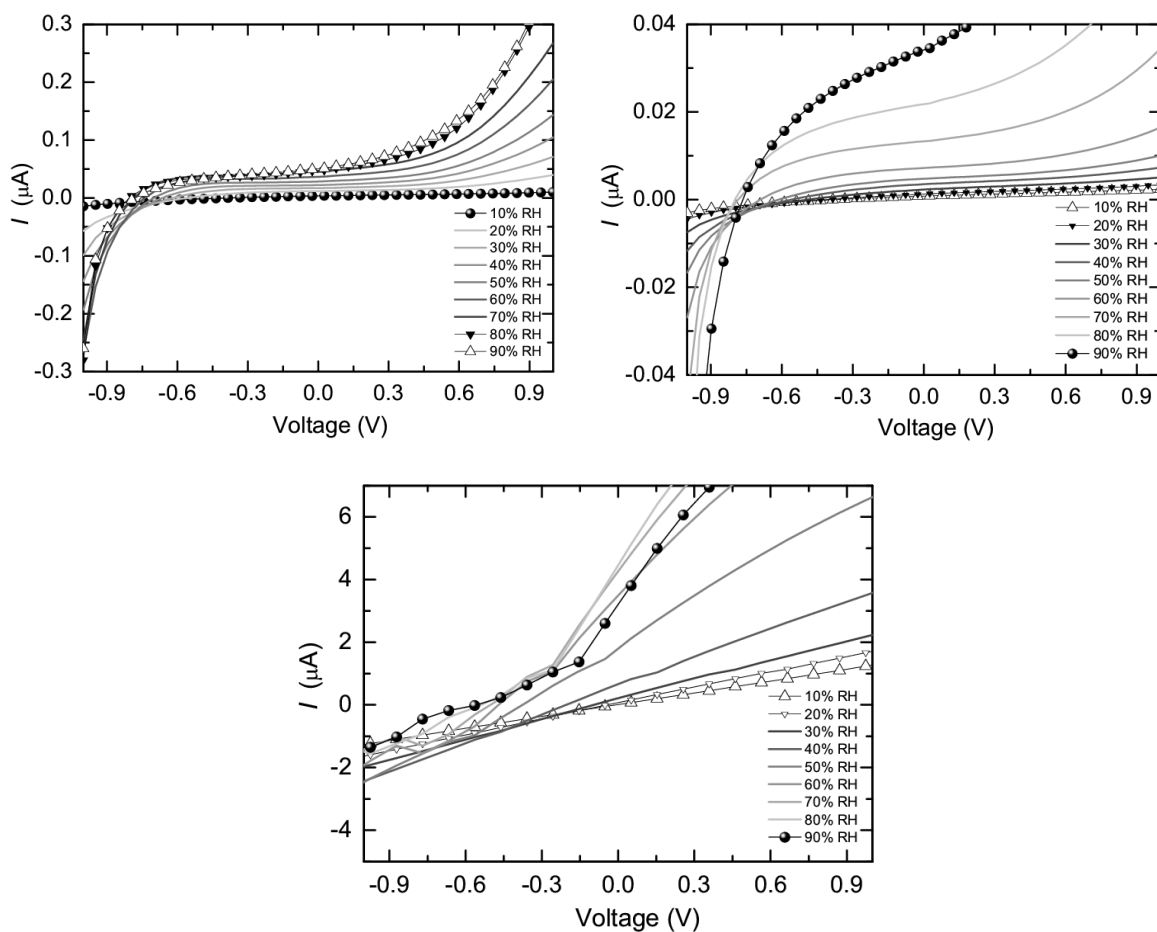 0.3
0.2
0.1
0.0
-0.1
-0.2
-0.3
I (μA)
-0.9 -0.6 -0.3 0.0 0.3 0.6 0.9
Voltage (V)
10% RH
20% RH
30% RH
40% RH
50% RH
60% RH
70% RH
80% RH
90% RH
0.04
0.02
0.00
-0.02
-0.04
I (μA)
-0.9 -0.6 -0.3 0.0 0.3 0.6 0.9
Voltage (V)
10% RH
20% RH
30% RH
40% RH
50% RH
60% RH
70% RH
80% RH
90% RH
6
4
2
0
-2
-4
I (μA)
-0.9 -0.6 -0.3 0.0 0.3 0.6 0.9
Voltage (V)
10% RH
20% RH
30% RH
40% RH
50% RH
60% RH
70% RH
80% RH
90% RH